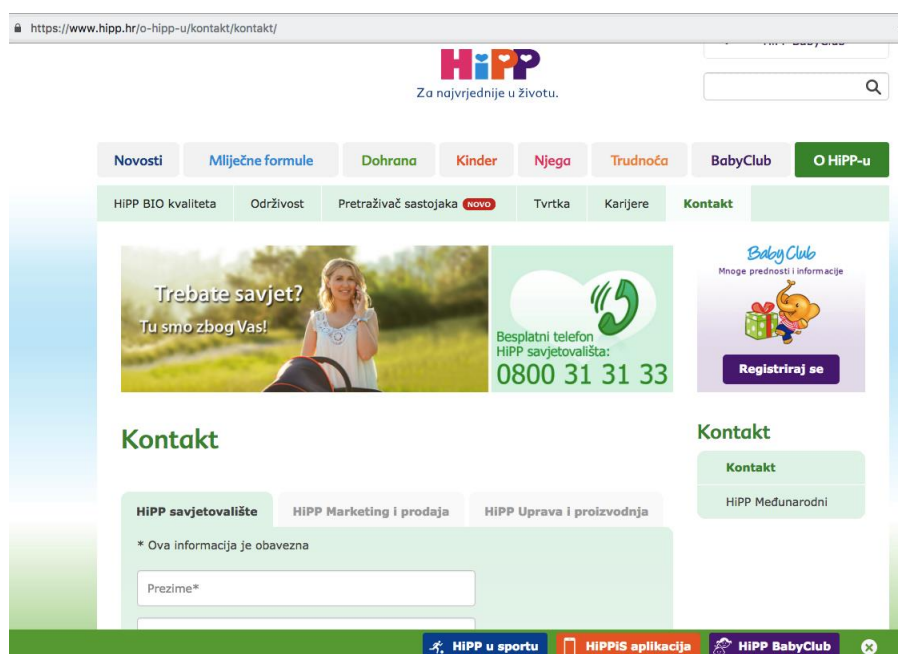 https://www.hipp.hr/o-hipp-u/kontakt/kontakt/
HiPP BabyClub
HiPP
Za najvrjednije u životu.
Novosti Mliječne formule Dohrana Kinder Njega Trudnoća BabyClub O HiPP-u
HiPP BIO kvaliteta Održivost Pretraživač sastojaka NOVO Tvrtka Karijere Kontakt
Trebate savjet?
Tu smo zbog Vas!
Besplatni telefon
HiPP savjetovališta:
0800 31 31 33
BabyClub
Mnoge prednosti i informacije
Registriraj se
Kontakt
Kontakt
Kontakt
HiPP Međunarodni
HiPP savjetovalište HiPP Marketing i prodaja HiPP Uprava i proizvodnja
* Ova informacija je obavezna
Prezime*
HiPP u sportu HiPPiS aplikacija HiPP BabyClub